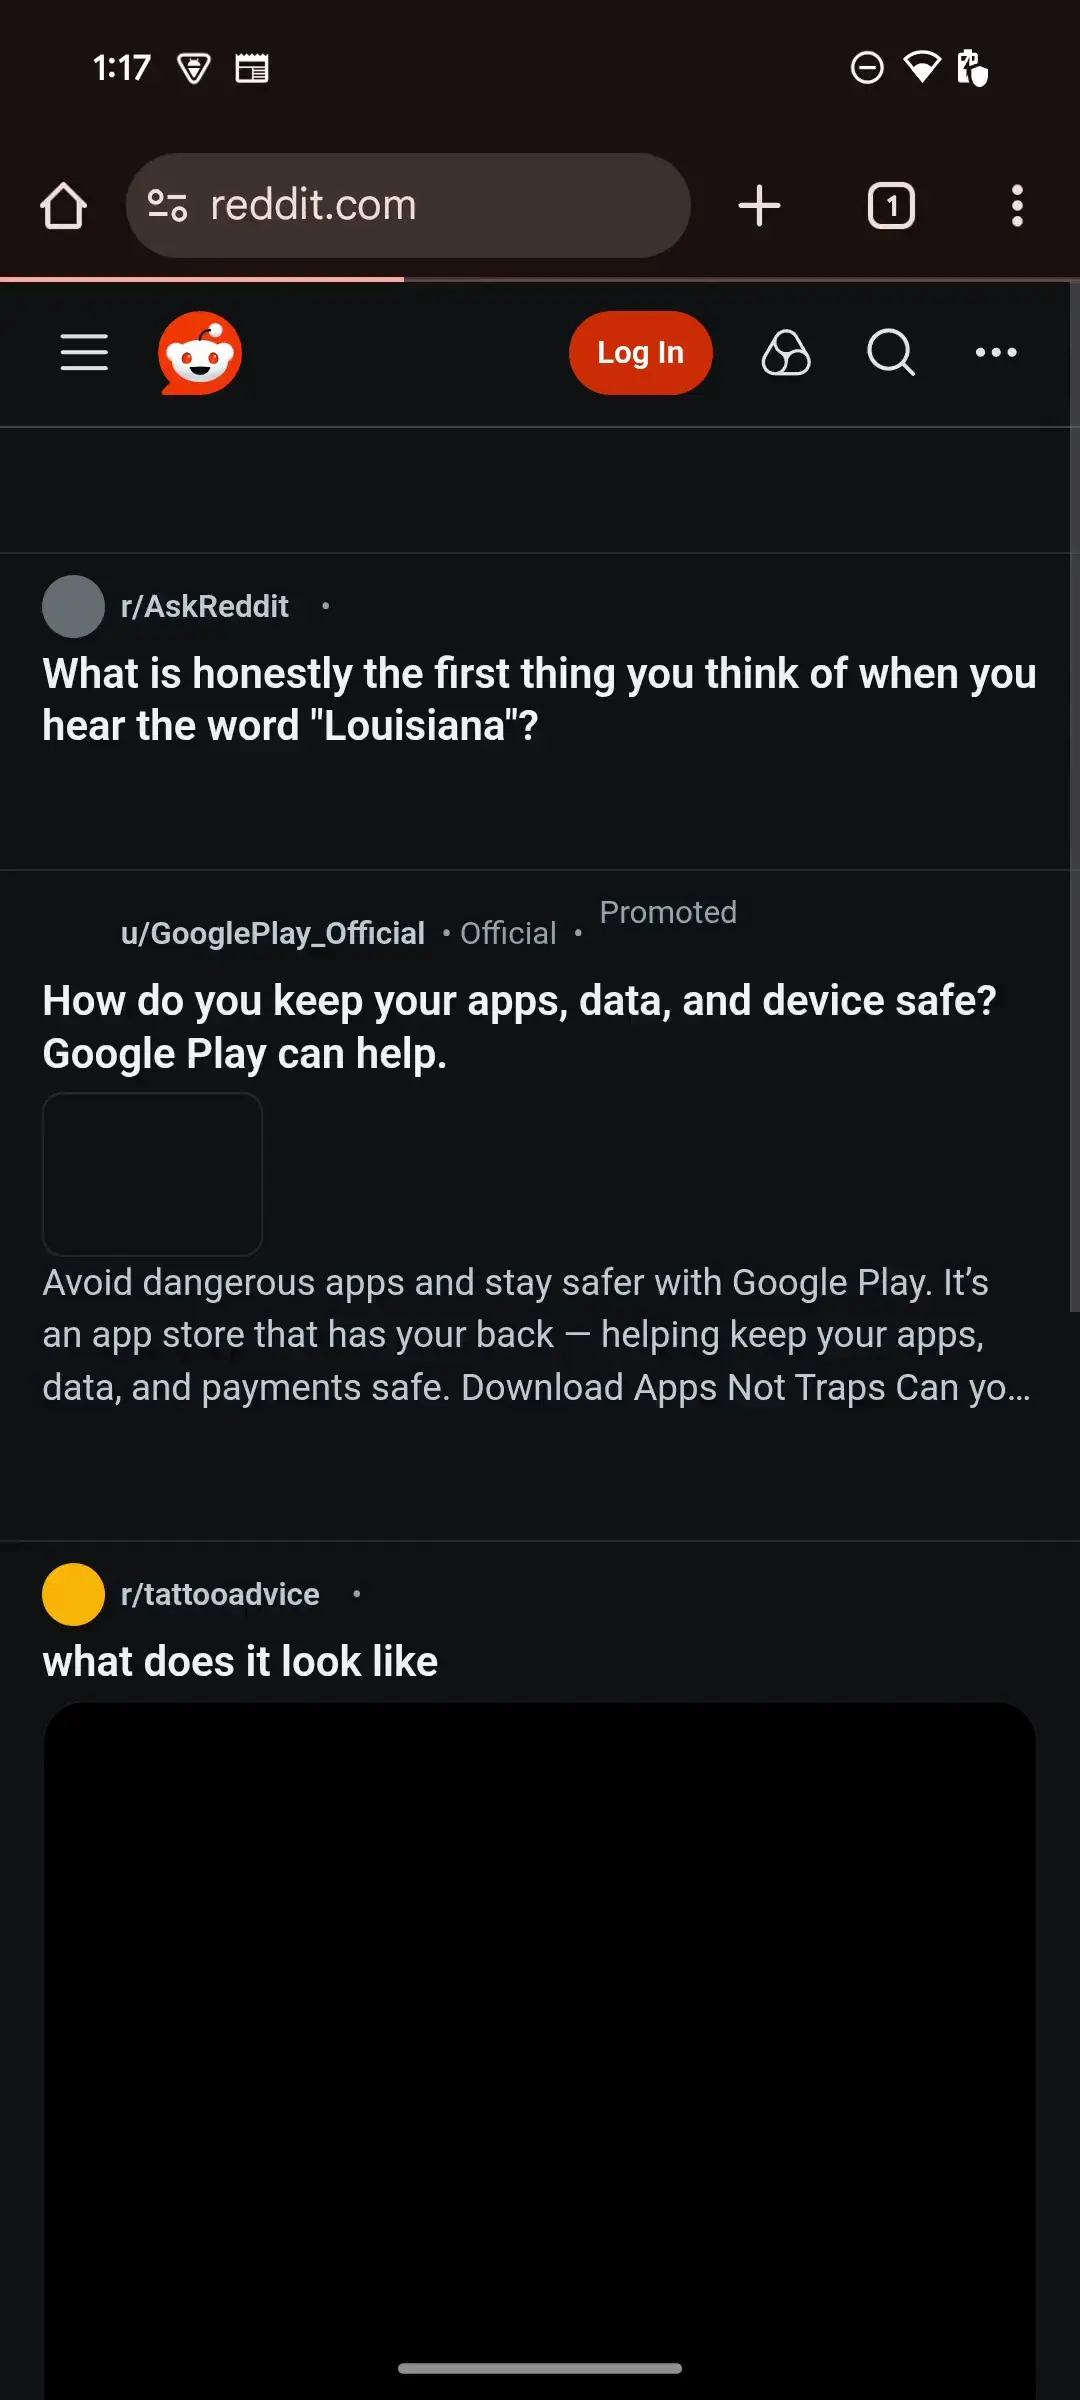 1:17
reddit.com
1
Log In
r/AskReddit •
What is honestly the first thing you think of when you
hear the word "Louisiana"?
u/GooglePlay_Official • Official • Promoted
How do you keep your apps, data, and device safe?
Google Play can help.
Avoid dangerous apps and stay safer with Google Play. It’s
an app store that has your back — helping keep your apps,
data, and payments safe. Download Apps Not Traps Can yo...
r/tattooadvice •
what does it look like